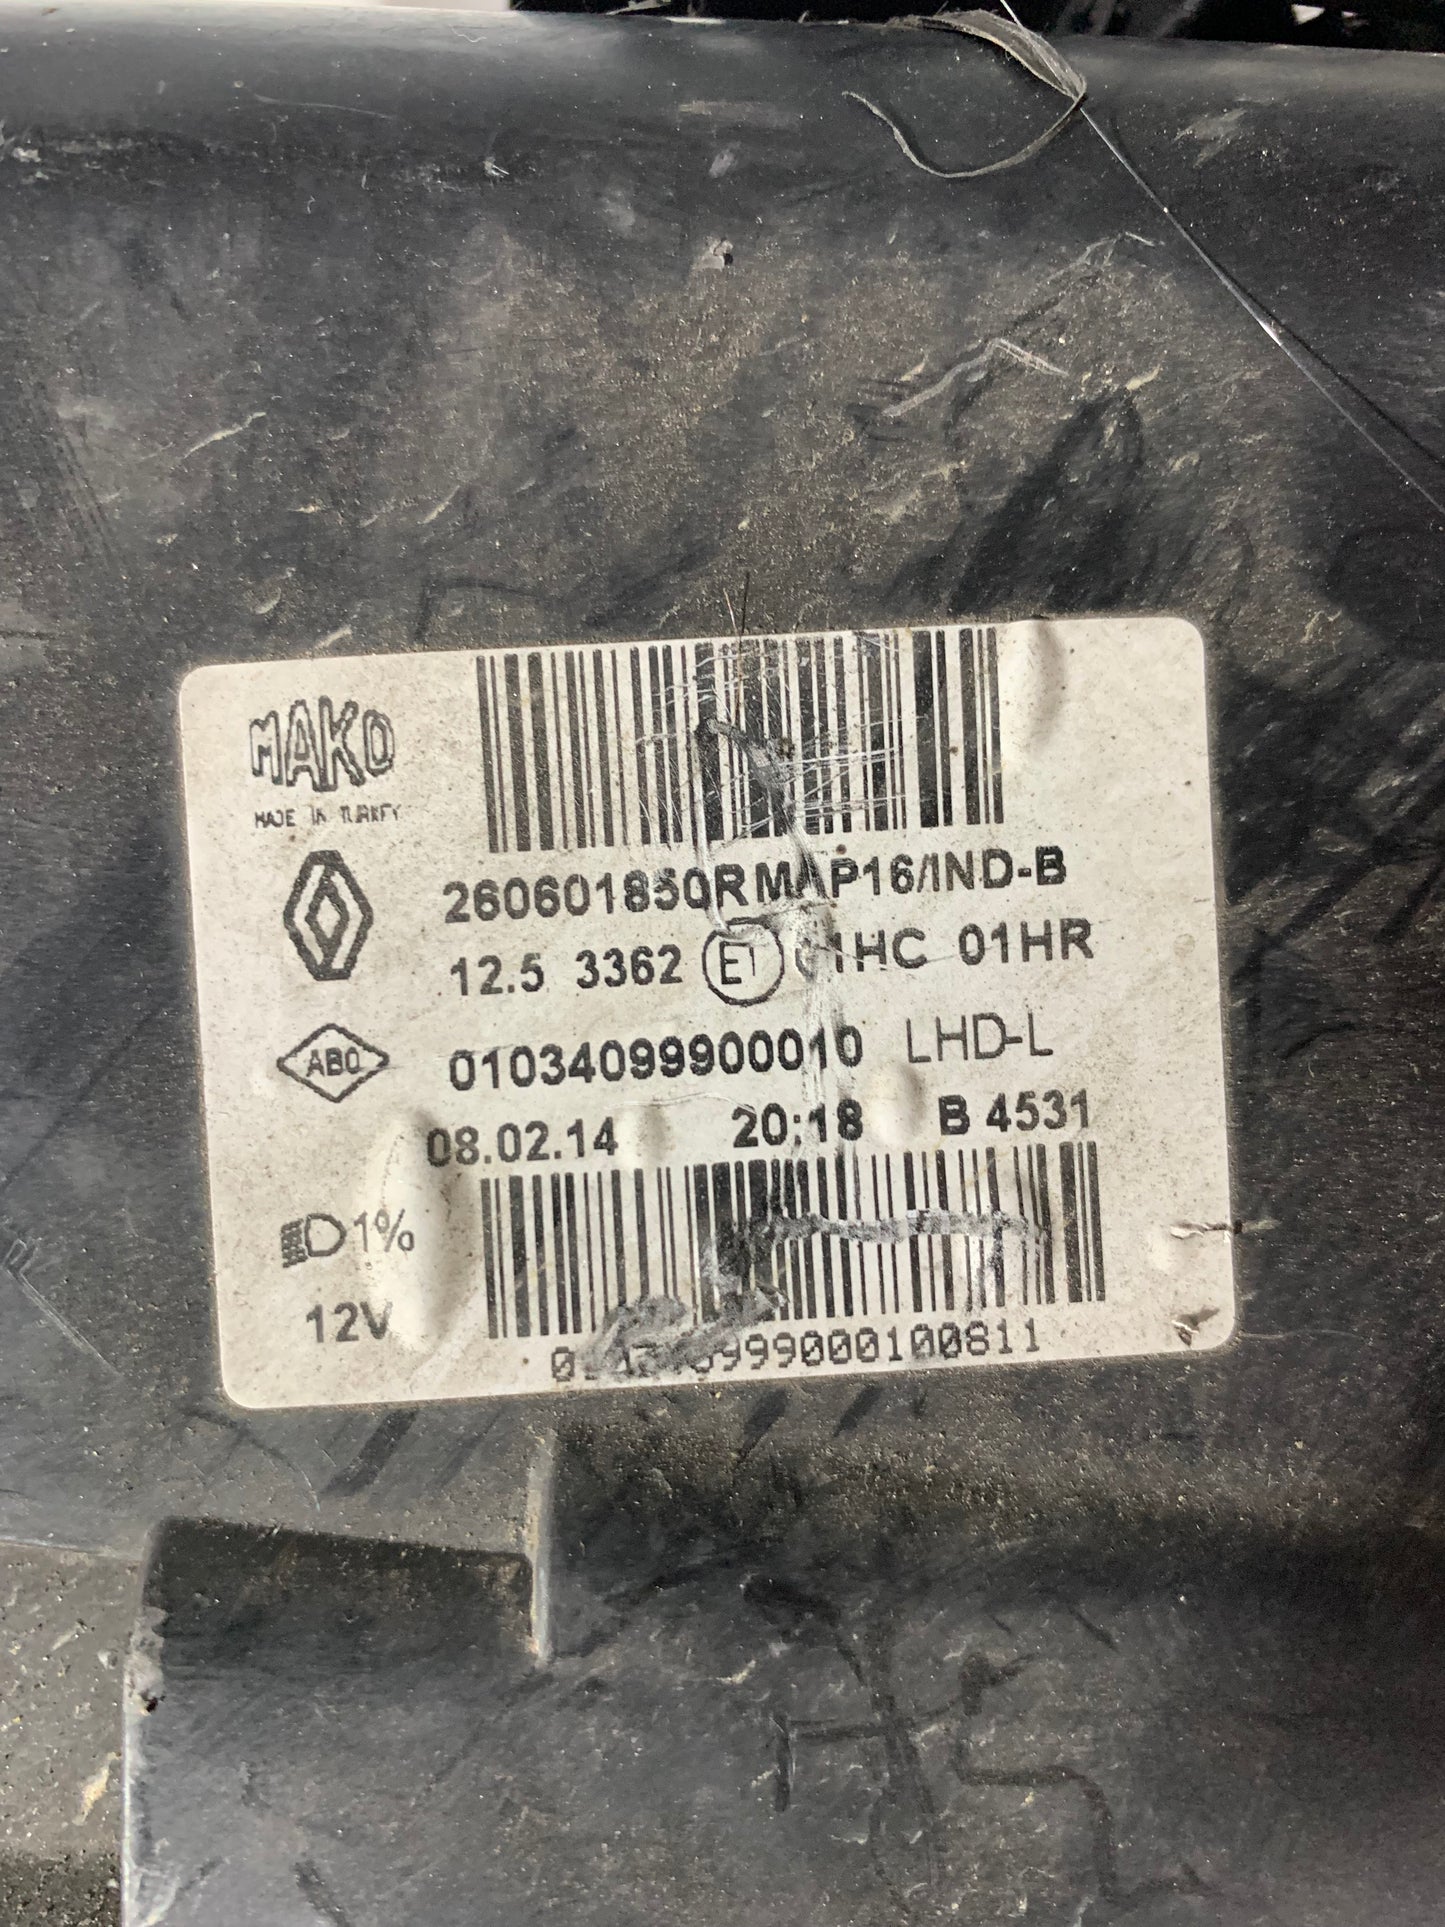 MAKO
MADE IN TURKEY
260601850R MAP16/IND-B
12.5 3362 E1 01HC 01HR
ABO
01034099900010 LHD-L
08.02.14 20:18 B 4531
1%
12V